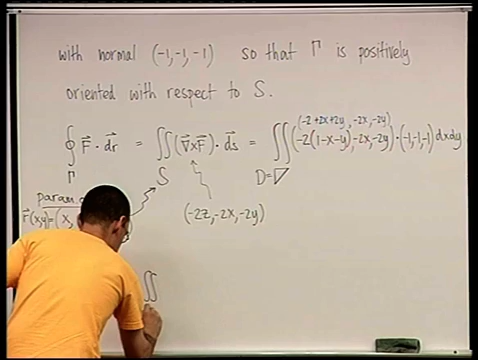 with normal (-1,-1,-1) so that Γ is positively
oriented with respect to S.
(-2+2x+2y, -2x, -2y)
∮ F⃗ · dr⃗ = ∬ (∇⃗×F⃗) · ds⃗ = ∬ (-2(1-x-y), -2x, -2y) · (-1,-1,-1) dxdy
Γ S D=▽
r⃗(x,y)=(x,
(-2z, -2x, -2y)
∬